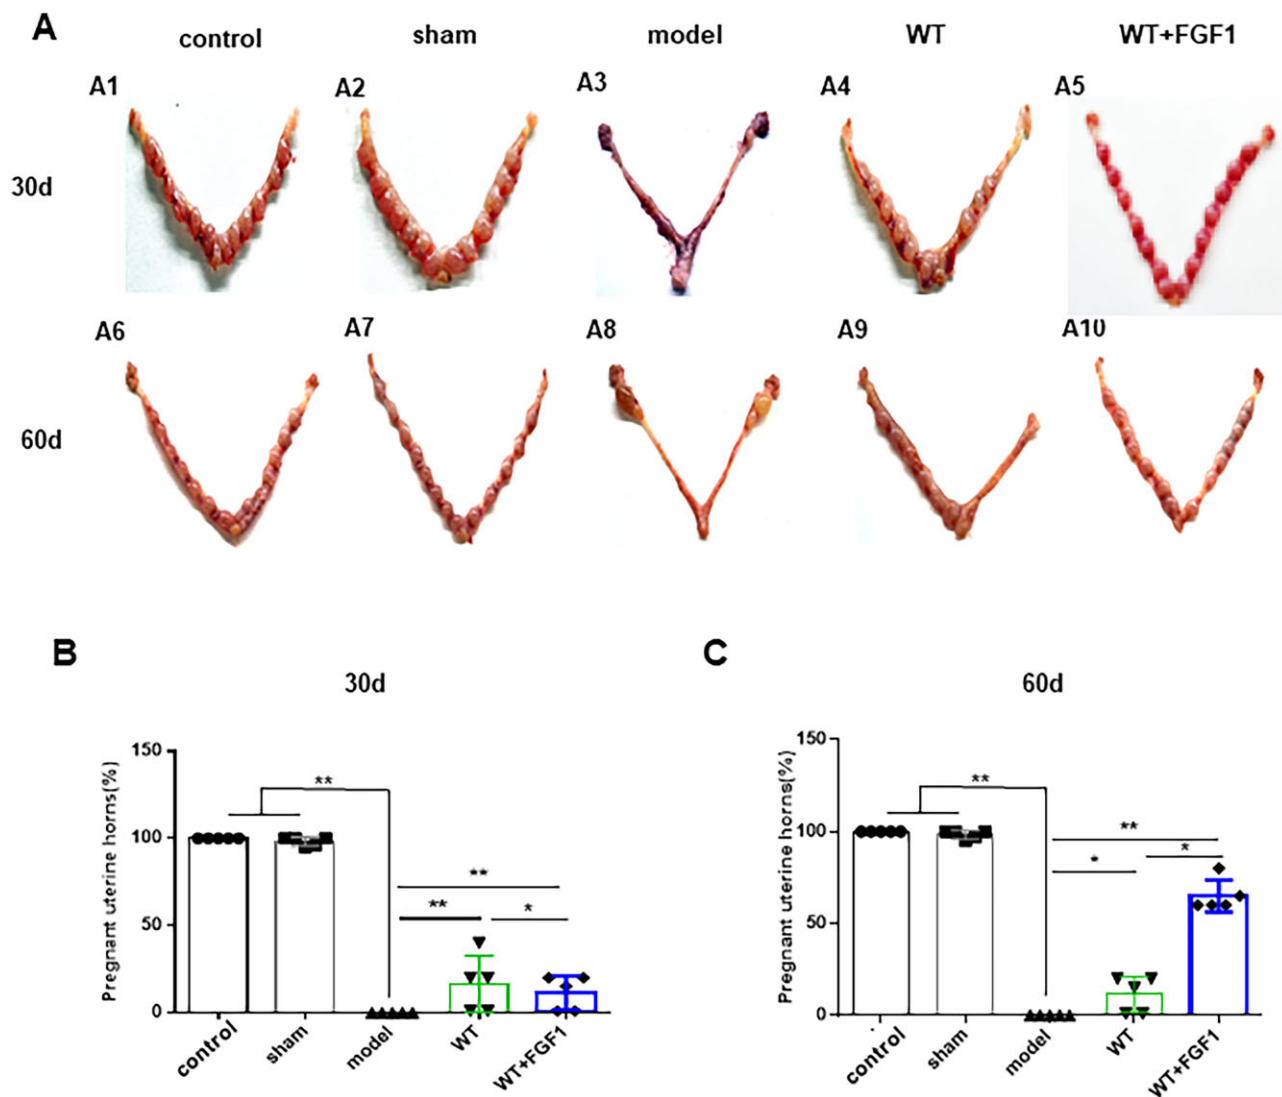 A
control sham model WT WT+FGF1
A1 A2 A3 A4 A5
30d
A6 A7 A8 A9 A10
60d
B
30d
Pregnant uterine horns(%)
150
100
50
0
**
**
**
*
control sham model WT WT+FGF1
C
60d
Pregnant uterine horns(%)
150
100
50
0
**
**
*
*
control sham model WT WT+FGF1